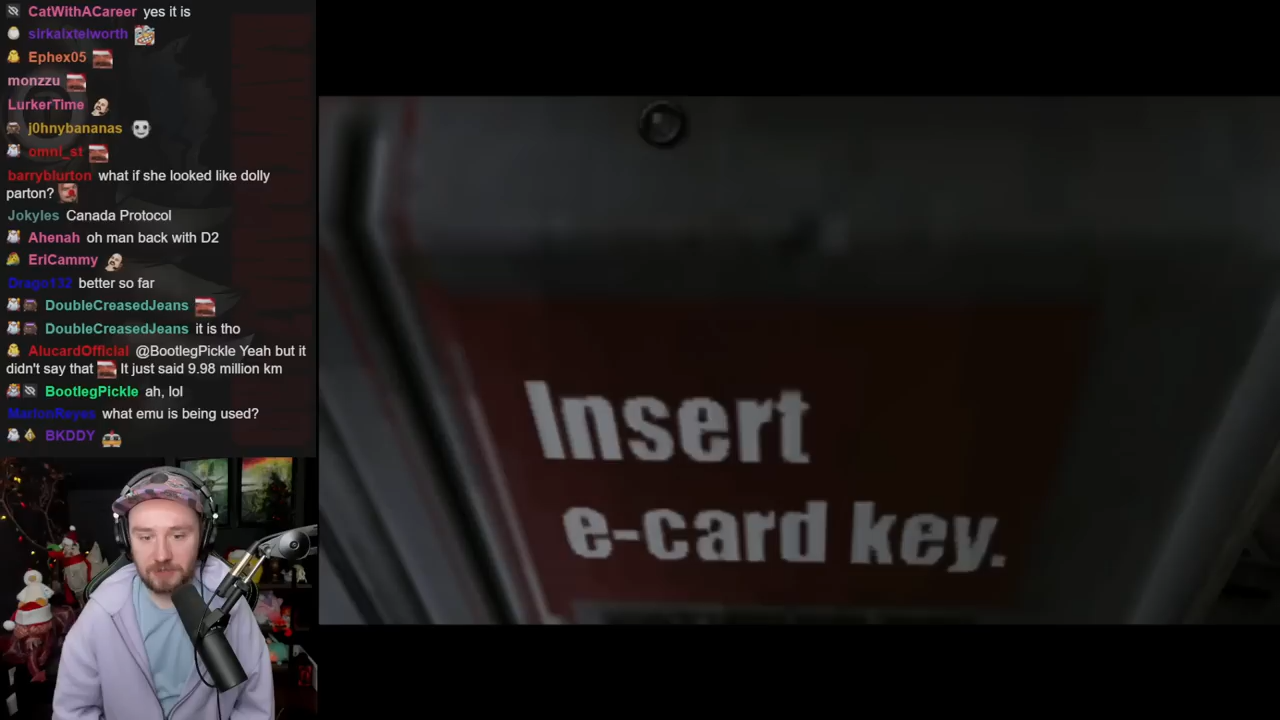 CatWithACareer yes it is
sirkaixtelworth
Ephex05
monzzu
LurkerTime
j0hnybananas
omni_st
barryblurton what if she looked like dolly
parton?
Jokyles Canada Protocol
Ahenah oh man back with D2
EriCammy
Drago132 better so far
DoubleCreasedJeans
DoubleCreasedJeans it is tho
AlucardOfficial @BootlegPickle Yeah but it
didn't say that It just said 9.98 million km
BootlegPickle ah, lol
MarlonReyes what emu is being used?
BKDDY
Insert
e-card key.